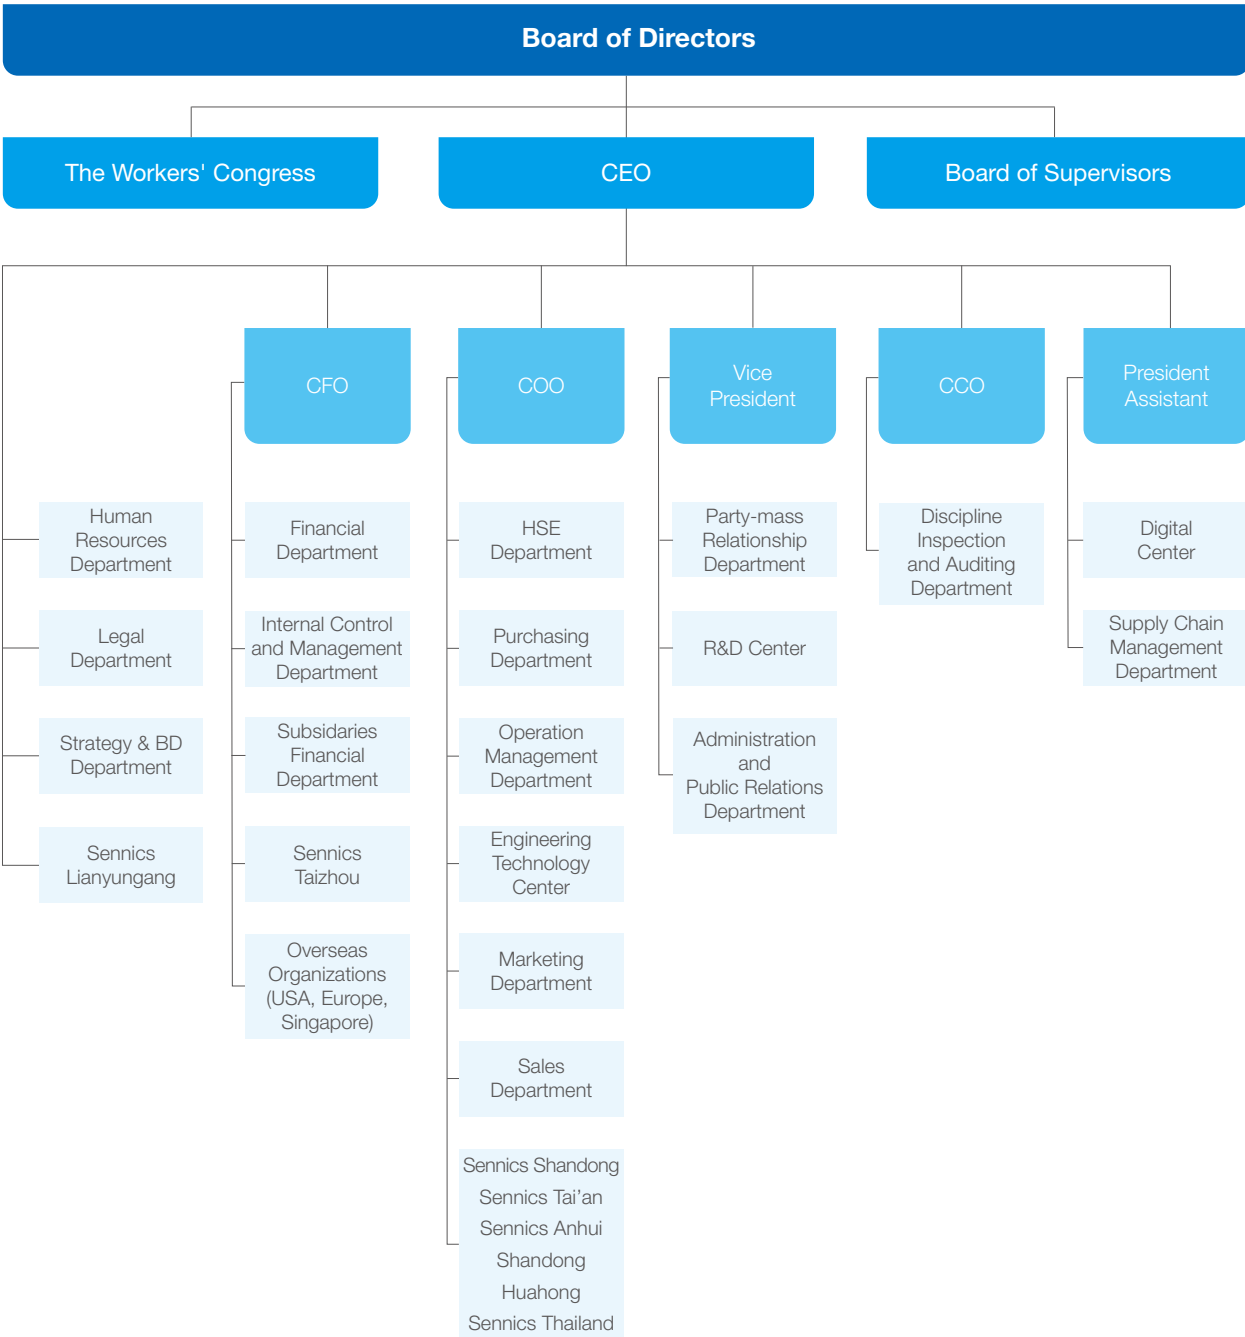 Board of Directors
The Workers' Congress
CEO
Board of Supervisors
CFO
COO
Vice
President
CCO
President
Assistant
Human
Resources
Department
Legal
Department
Strategy & BD
Department
Sennics
Lianyungang
Financial
Department
Internal Control
and Management
Department
Subsidaries
Financial
Department
Sennics
Taizhou
Overseas
Organizations
(USA, Europe,
Singapore)
HSE
Department
Purchasing
Department
Operation
Management
Department
Engineering
Technology
Center
Marketing
Department
Sales
Department
Sennics Shandong
Sennics Tai’an
Sennics Anhui
Shandong
Huahong
Sennics Thailand
Party-mass
Relationship
Department
R&D Center
Administration
and
Public Relations
Department
Discipline
Inspection
and Auditing
Department
Digital
Center
Supply Chain
Management
Department